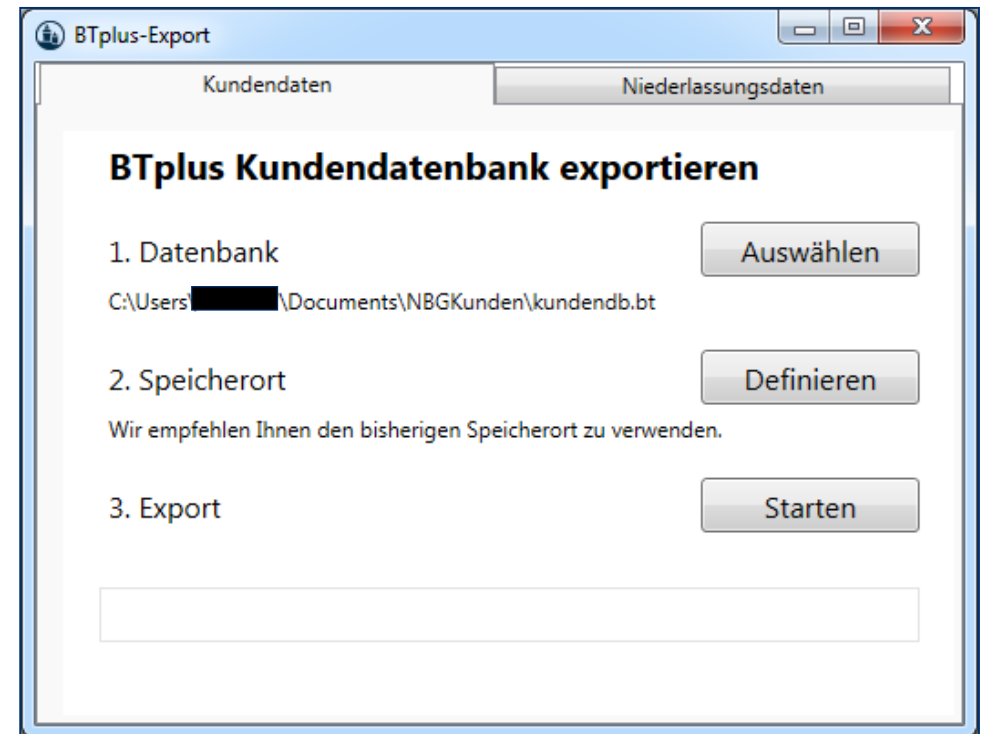 BTplus-Export
Kundendaten Niederlassungsdaten
BTplus Kundendatenbank exportieren
1. Datenbank Auswählen
C:\Users\ \Documents\NBGKunden\kundendb.bt
2. Speicherort Definieren
Wir empfehlen Ihnen den bisherigen Speicherort zu verwenden.
3. Export Starten